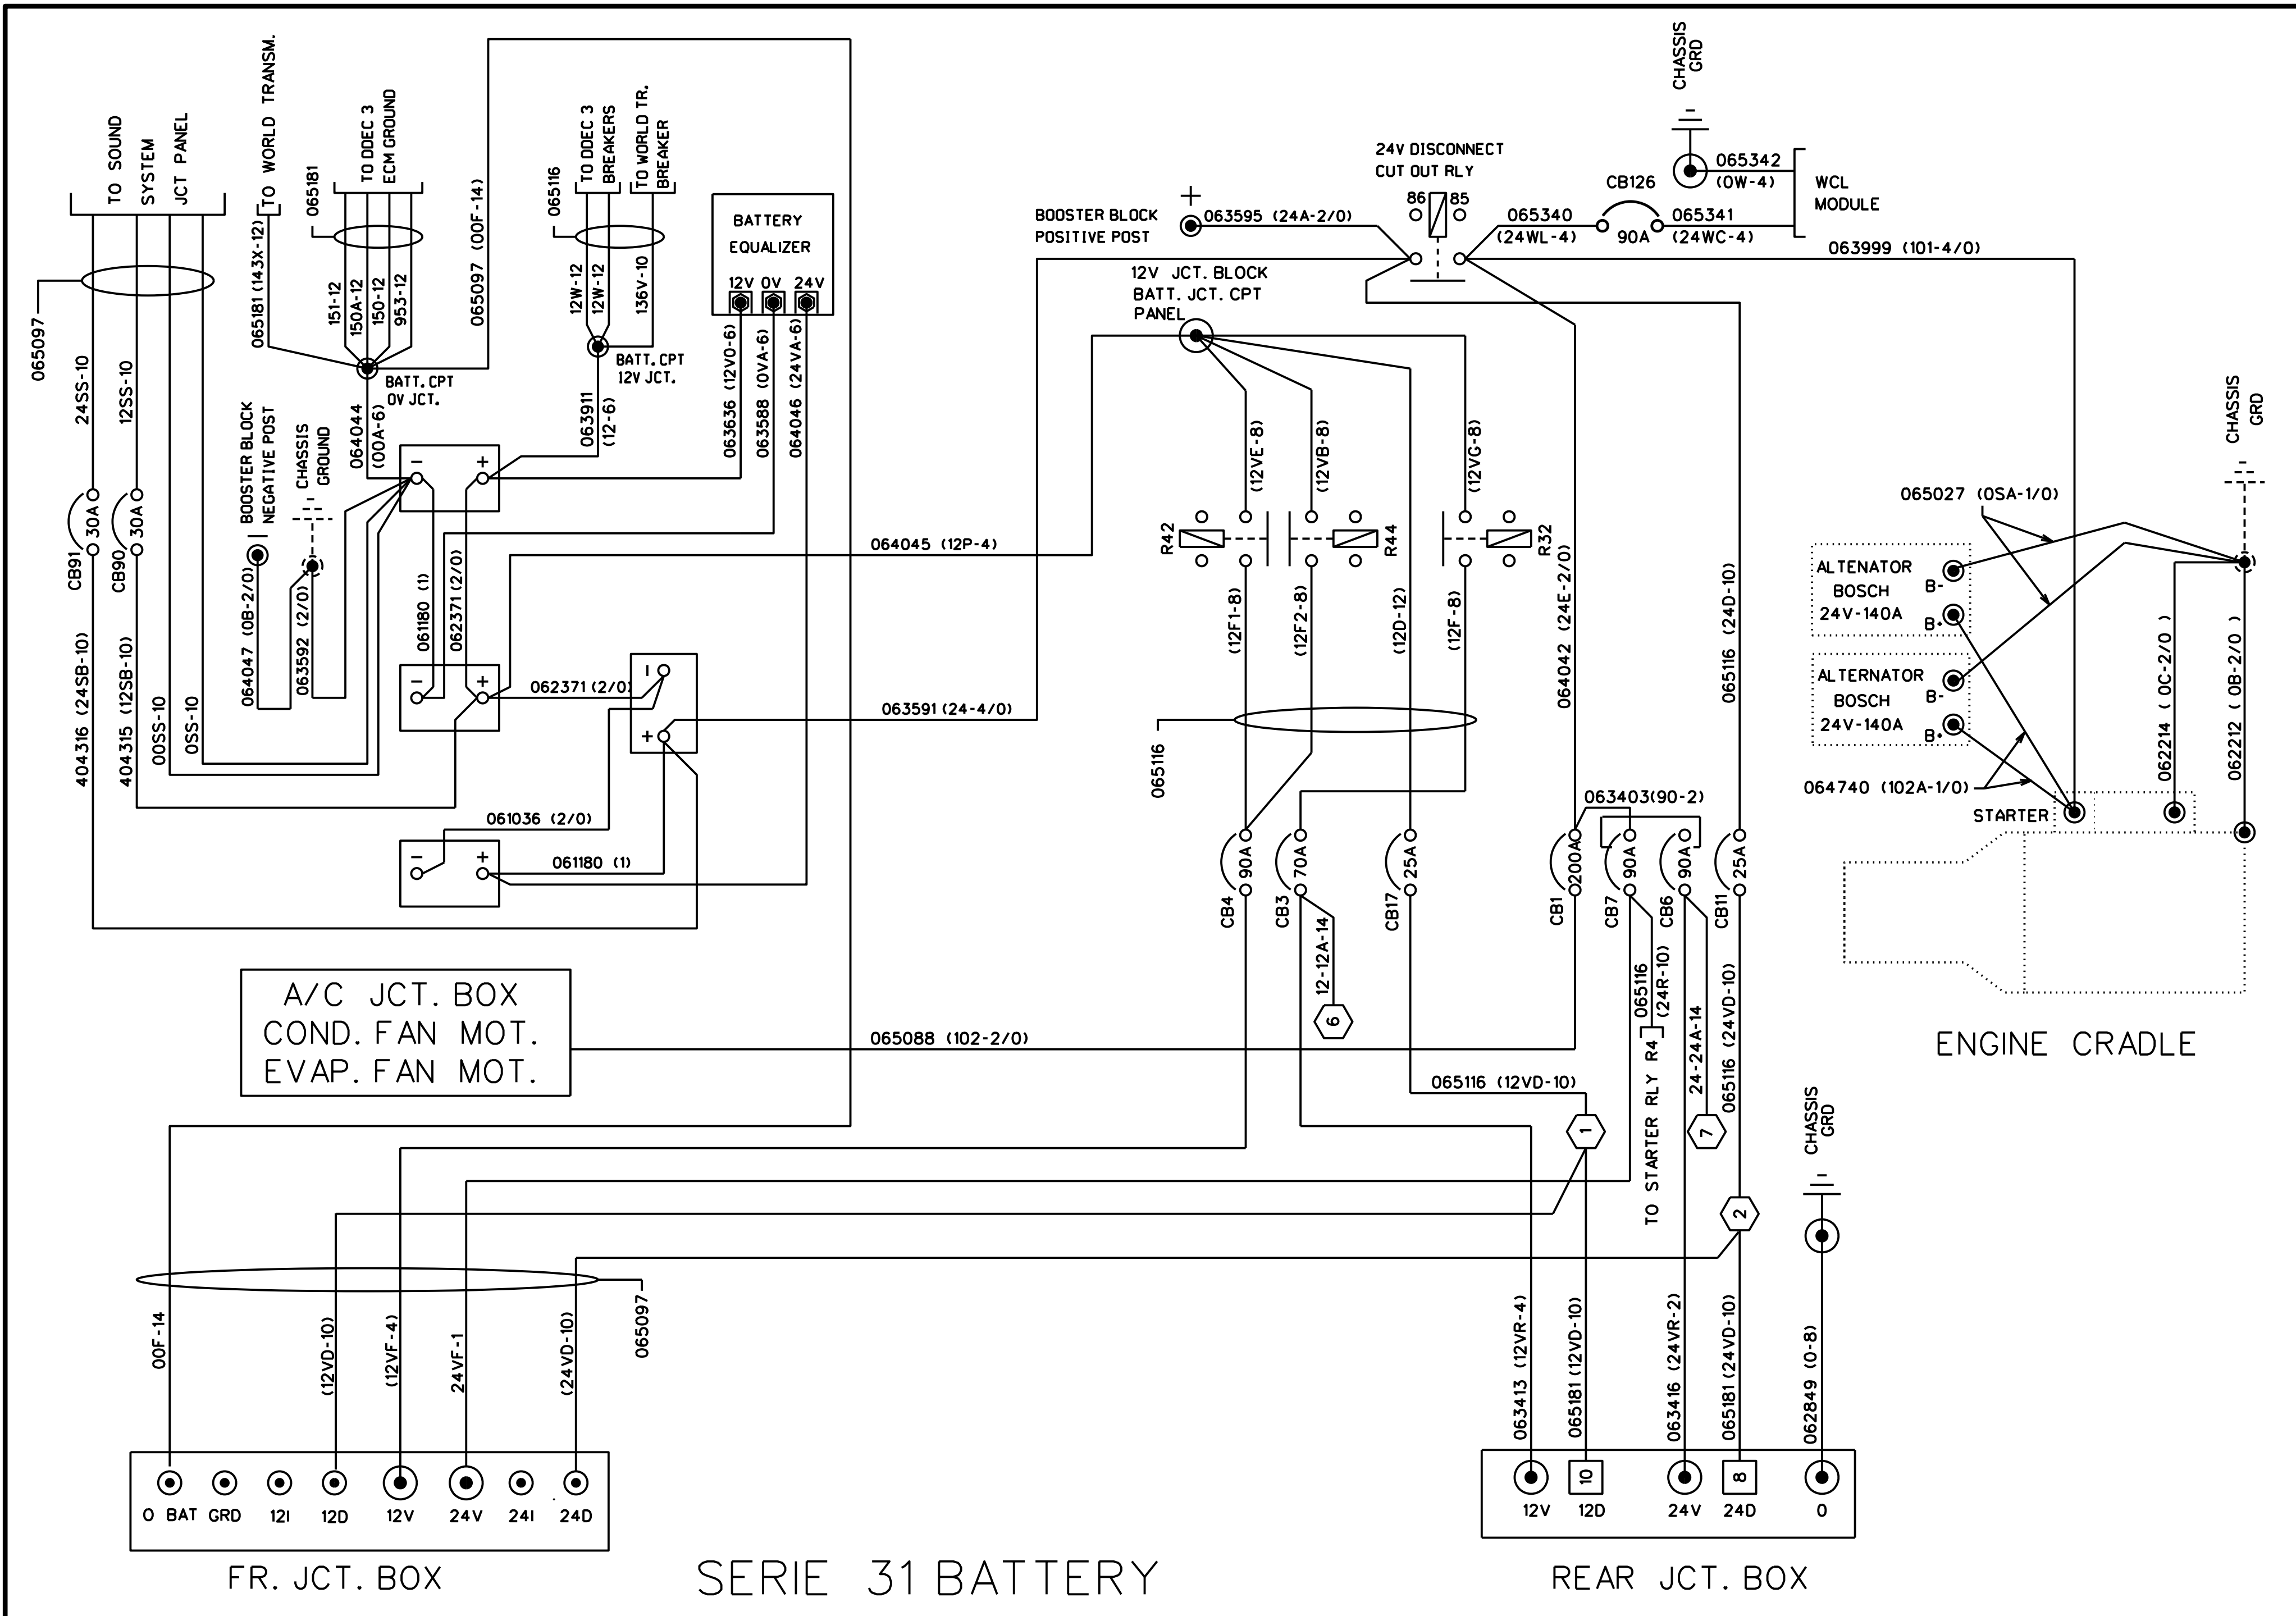 TO SOUND
SYSTEM
JCT PANEL
TO WORLD TRANSM.
065181
TO DDEC 3
ECM GROUND
065097 (00F-14)
065116
TO DDEC 3
BREAKERS
TO WORLD TR.
BREAKER
BATTERY
EQUALIZER
12V 0V 24V
065097
24SS-10
12SS-10
065181 (143X-12)
151-12
150A-12
150-12
953-12
12W-12
12W-12
136V-10
BATT. CPT
0V JCT.
BATT. CPT
12V JCT.
064044
(00A-6)
063911
(12-6)
063636 (12V0-6)
063588 (0VA-6)
064046 (24VA-6)
BOOSTER BLOCK
NEGATIVE POST
CHASSIS
GROUND
CB91
30A
CB90
30A
404316 (24SB-10)
404315 (12SB-10)
00SS-10
0SS-10
064047 (0B-2/0)
063592 (2/0)
- +
061180 (1)
062371 (2/0)
- +
062371 (2/0)
-
+
061036 (2/0)
061180 (1)
- +
064045 (12P-4)
063591 (24-4/0)
A/C JCT. BOX
COND. FAN MOT.
EVAP. FAN MOT.
065088 (102-2/0)
BOOSTER BLOCK
POSITIVE POST
+
063595 (24A-2/0)
24V DISCONNECT
CUT OUT RLY
86 85
CB126
90A
065340
(24WL-4)
065341
(24WC-4)
CHASSIS
GRD
065342
(0W-4)
WCL
MODULE
063999 (101-4/0)
12V JCT. BLOCK
BATT. JCT. CPT
PANEL
(12VE-8)
(12VB-8)
(12VG-8)
R42
R44
R32
(12F1-8)
(12F2-8)
(12D-12)
(12F-8)
064042 (24E-2/0)
065116 (24D-10)
065116
063403(90-2)
CB4
90A
CB3
70A
CB17
25A
CB1
200A
CB7
90A
CB6
90A
CB11
25A
12-12A-14
6
065116
(24R-10)
TO STARTER RLY R4
24-24A-14
7
065116 (24VD-10)
065116 (12VD-10)
1
2
065027 (0SA-1/0)
CHASSIS
GRD
ALTENATOR
BOSCH
24V-140A
B-
B+
ALTERNATOR
BOSCH
24V-140A
B-
B+
064740 (102A-1/0)
STARTER
062214 ( 0C-2/0 )
062212 ( 0B-2/0 )
ENGINE CRADLE
CHASSIS
GRD
00F-14
(12VD-10)
(12VF-4)
24VF-1
(24VD-10)
065097
0 BAT GRD 12I 12D 12V 24V 24I 24D
FR. JCT. BOX
SERIE 31 BATTERY
063413 (12VR-4)
065181 (12VD-10)
063416 (24VR-2)
065181 (24VD-10)
062849 (0-8)
10
8
12V 12D 24V 24D 0
REAR JCT. BOX